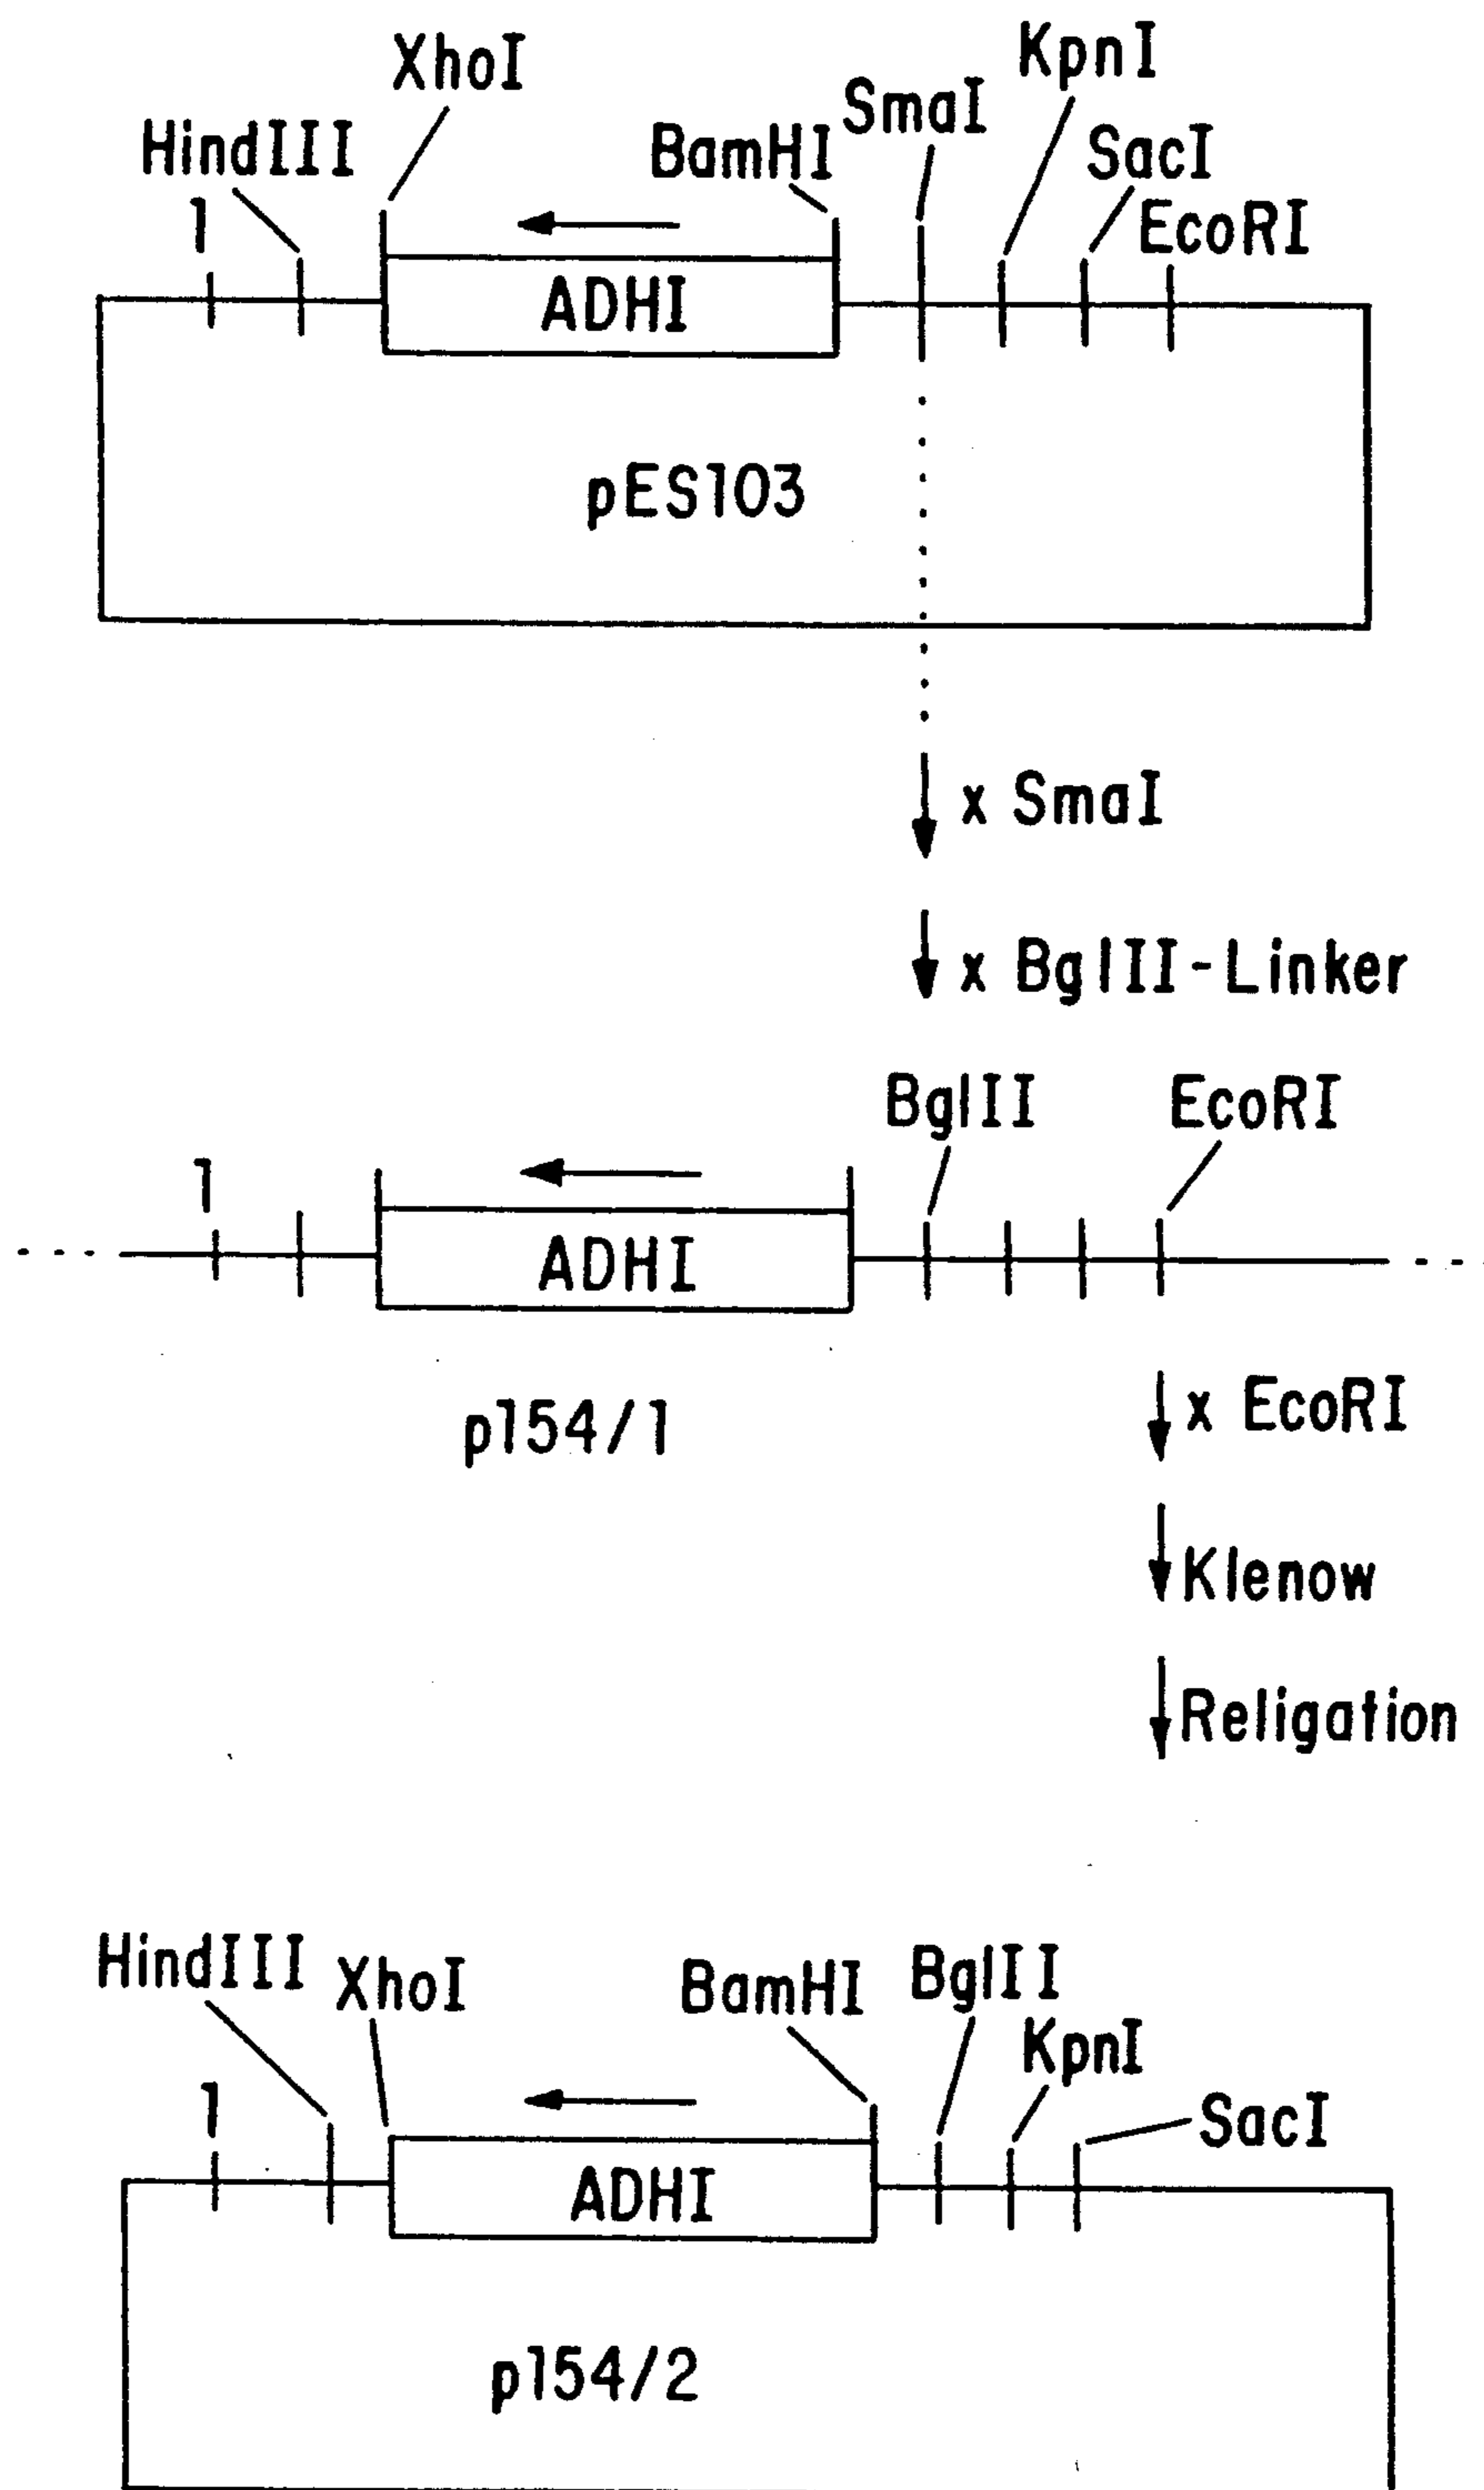 XhoI
KpnI
SmaI
HindIII
BamHI
SacI
1
EcoRI
ADHI
pES103
x SmaI
x BglII-Linker
BglII
EcoRI
1
ADHI
p154/1
x EcoRI
Klenow
Religation
HindIII
XhoI
BamHI
BglII
KpnI
1
SacI
ADHI
p154/2